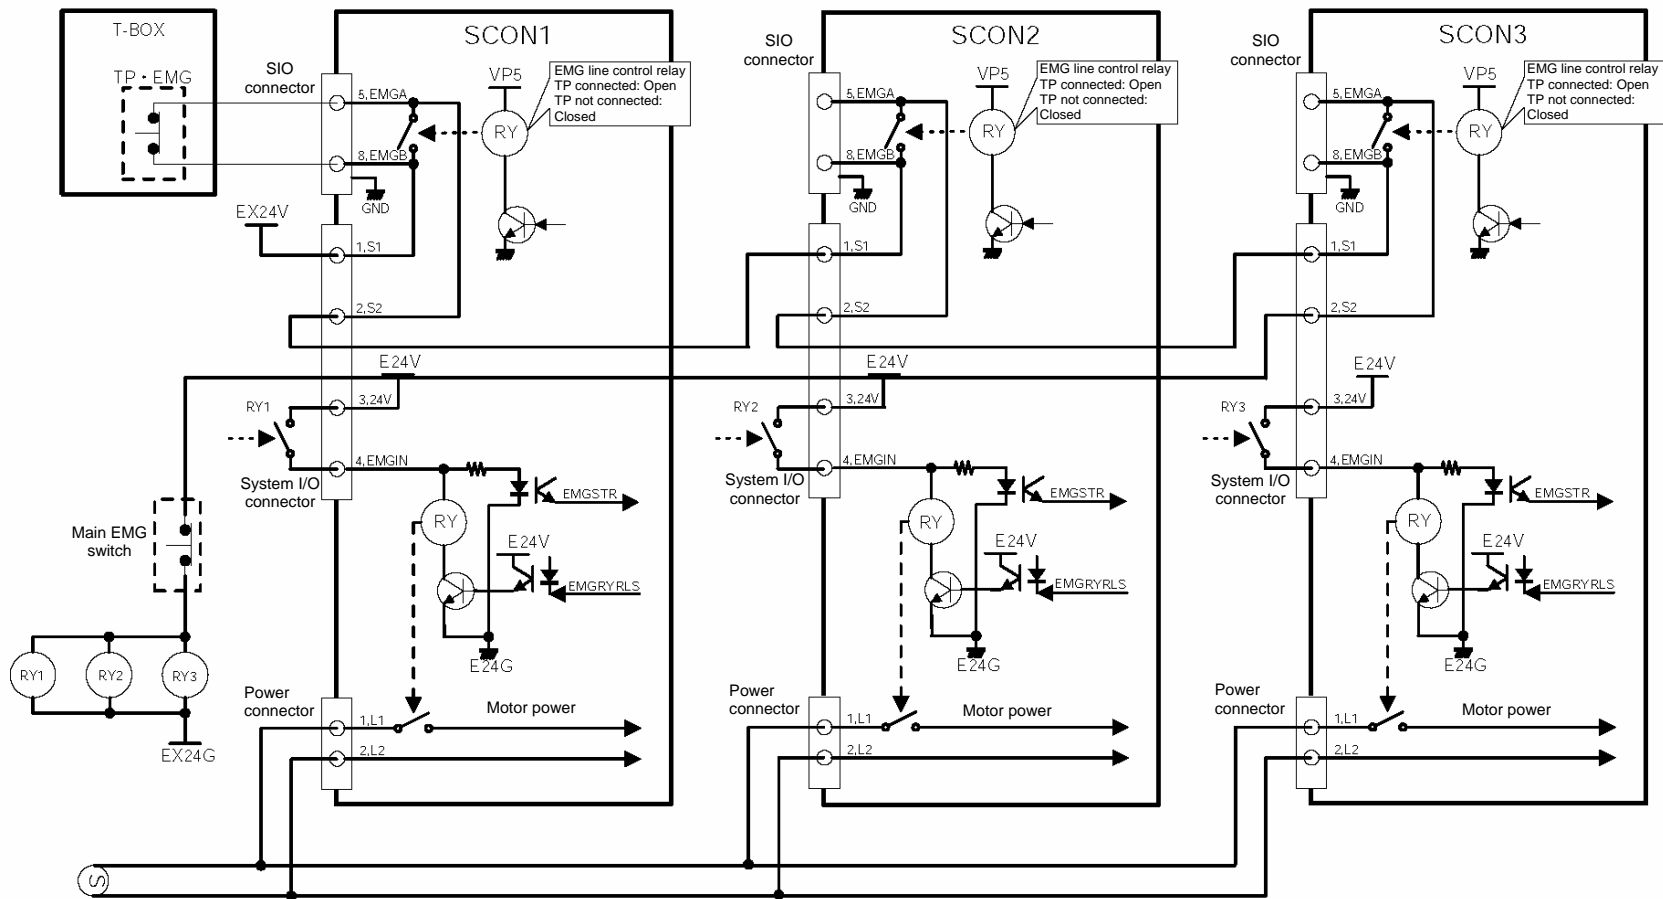 T-BOX
TP・EMG
SCON1
SIO
connector
5,EMGA
8,EMGB
GND
VP5
RY
EMG line control relay
TP connected: Open
TP not connected:
Closed
EX24V
1,S1
2,S2
E24V
3,24V
RY1
4,EMGIN
System I/O
connector
EMGSTR
RY
E24V
EMGRYRLS
E24G
Power
connector
1,L1
Motor power
2,L2
SCON2
SIO
connector
5,EMGA
8,EMGB
GND
VP5
RY
EMG line control relay
TP connected: Open
TP not connected:
Closed
1,S1
2,S2
E24V
3,24V
RY2
4,EMGIN
System I/O
connector
EMGSTR
RY
E24V
EMGRYRLS
E24G
Power
connector
1,L1
Motor power
2,L2
SCON3
SIO
connector
5,EMGA
8,EMGB
GND
VP5
RY
EMG line control relay
TP connected: Open
TP not connected:
Closed
1,S1
2,S2
E24V
3,24V
RY3
4,EMGIN
System I/O
connector
EMGSTR
RY
E24V
EMGRYRLS
E24G
Power
connector
1,L1
Motor power
2,L2
Main EMG
switch
RY1
RY2
RY3
EX24G
S